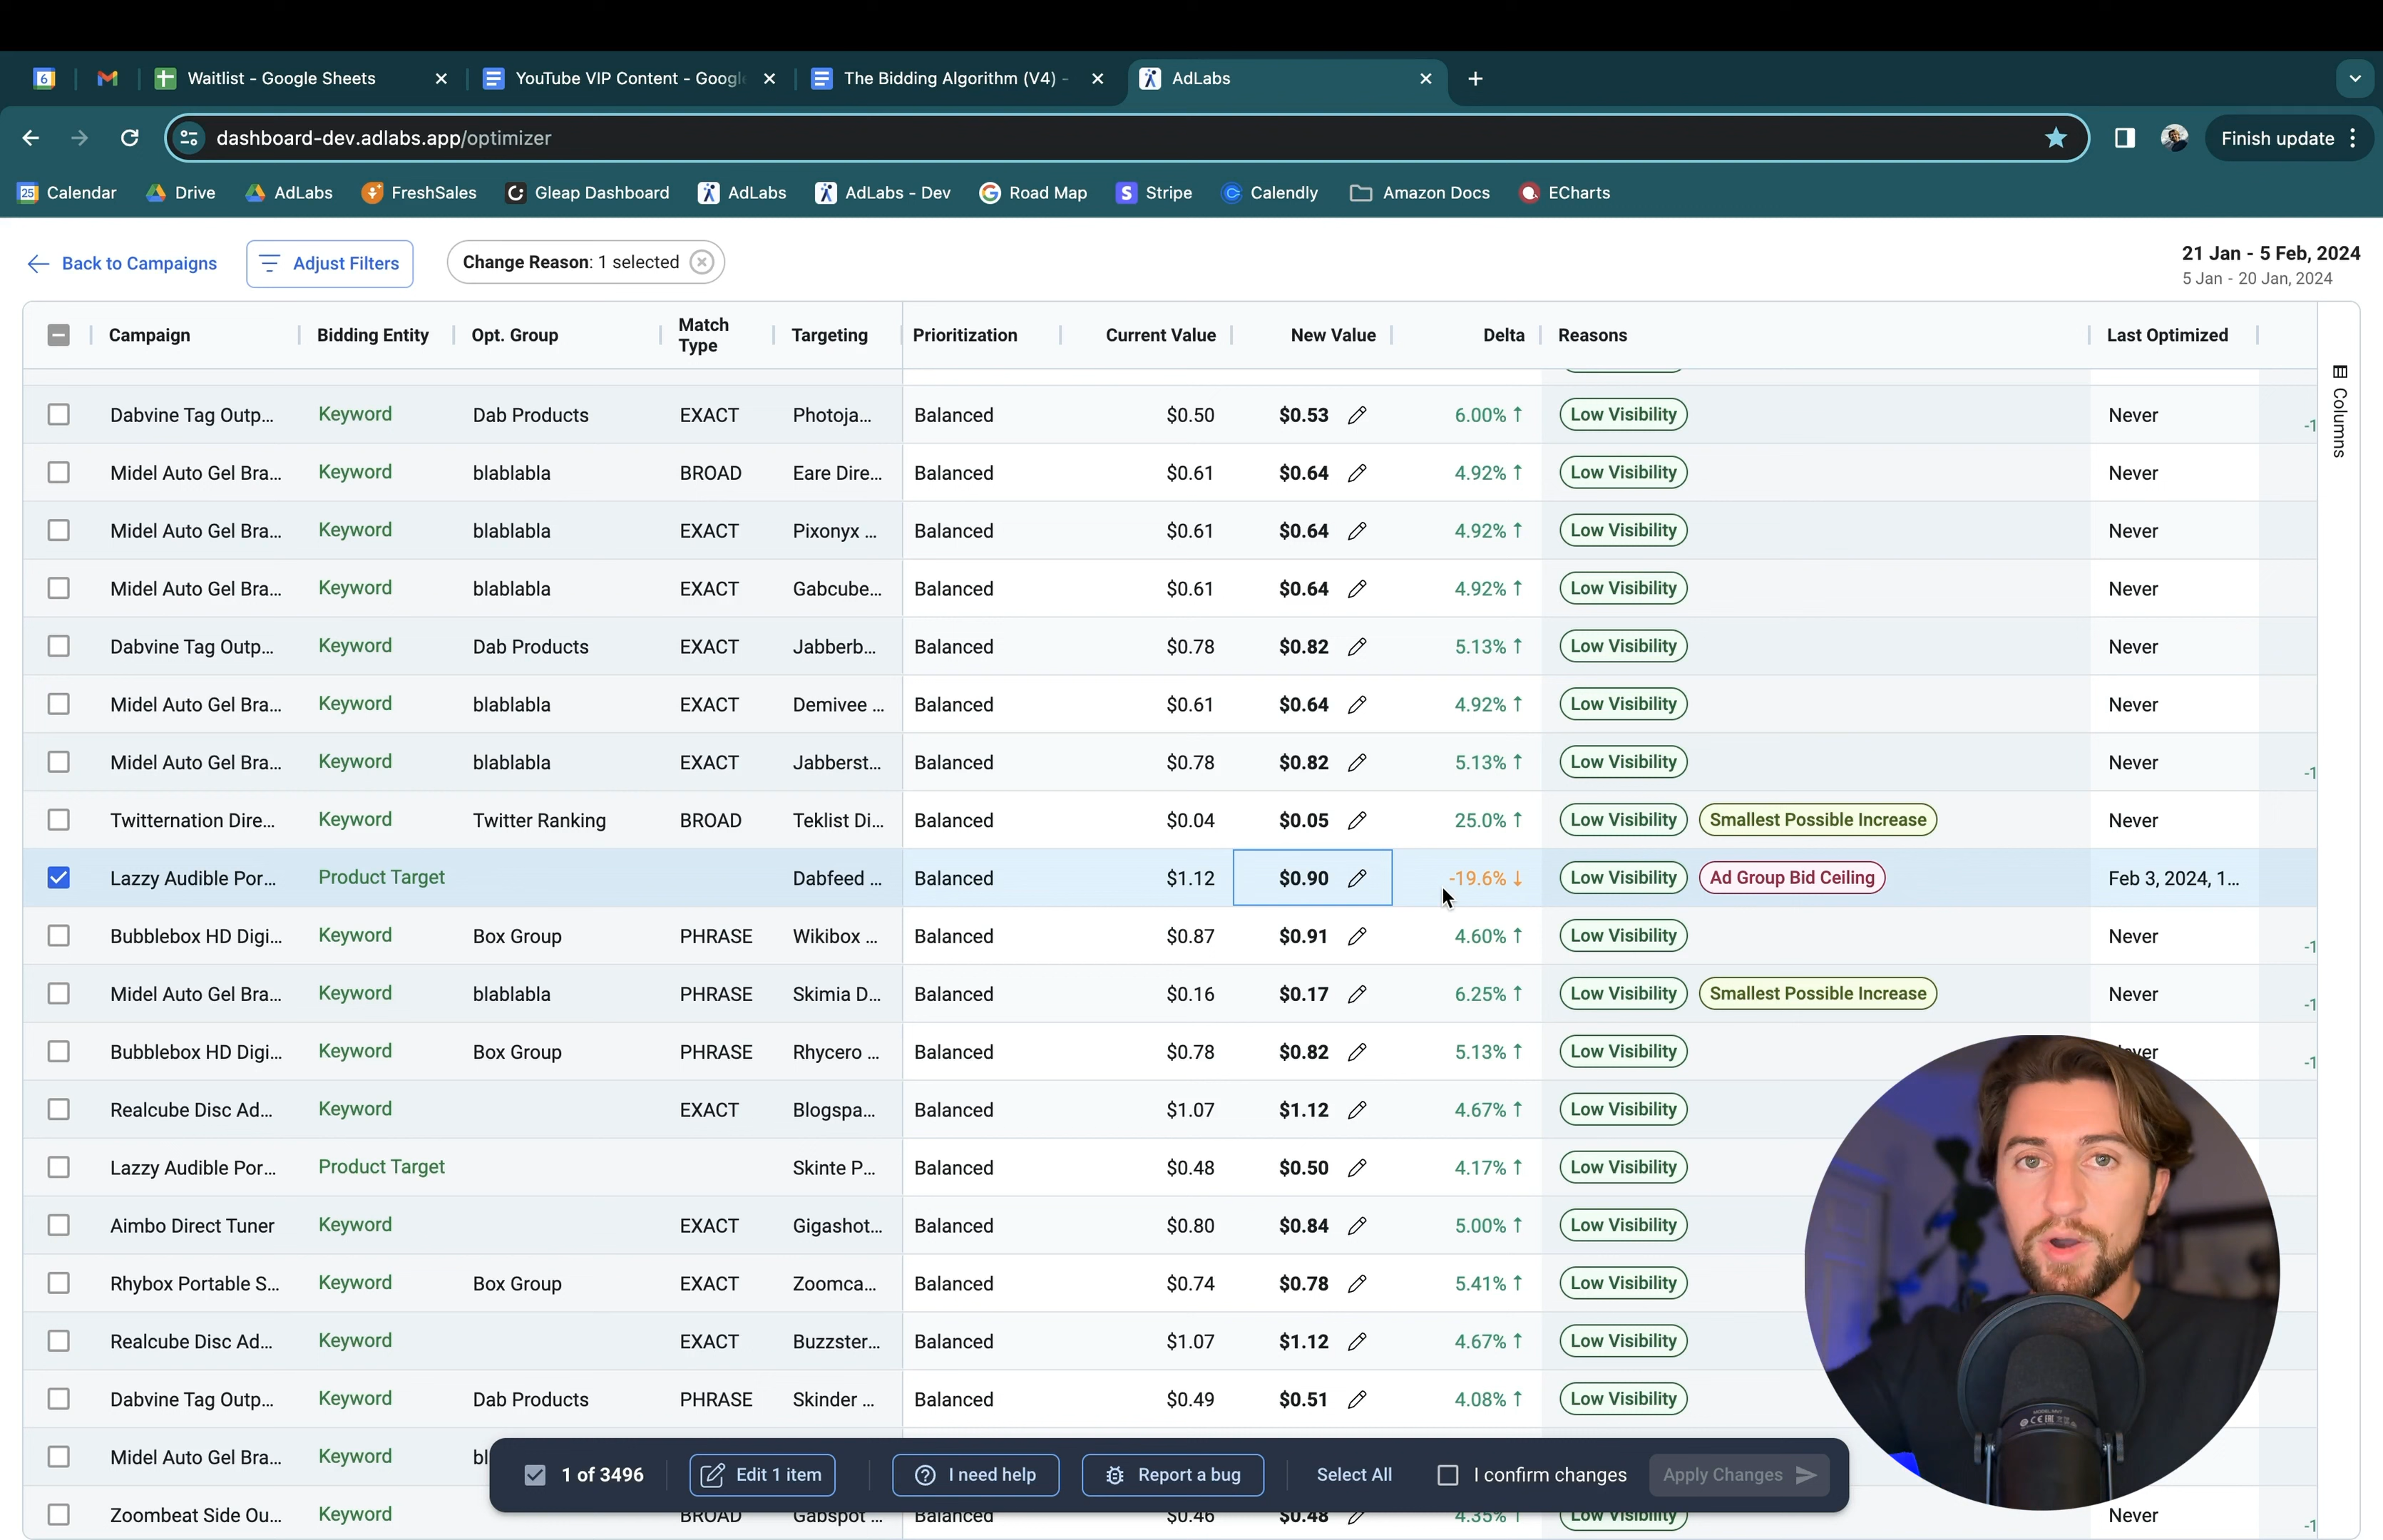 6
Waitlist - Google Sheets
YouTube VIP Content - Googl
The Bidding Algorithm (V4) -
AdLabs
dashboard-dev.adlabs.app/optimizer
Finish update
25 Calendar
Drive
AdLabs
FreshSales
Gleap Dashboard
AdLabs
AdLabs - Dev
Road Map
S Stripe
Calendly
Amazon Docs
ECharts
Back to Campaigns
Adjust Filters
Change Reason: 1 selected
21 Jan - 5 Feb, 2024
5 Jan - 20 Jan, 2024
Campaign Bidding Entity Opt. Group Match Type Targeting Prioritization Current Value New Value Delta Reasons Last Optimized
Columns
Dabvine Tag Outp... Keyword Dab Products EXACT Photoja... Balanced $0.50 $0.53 6.00% ↑ Low Visibility Never -1
Midel Auto Gel Bra... Keyword blablabla BROAD Eare Dire... Balanced $0.61 $0.64 4.92% ↑ Low Visibility Never
Midel Auto Gel Bra... Keyword blablabla EXACT Pixonyx ... Balanced $0.61 $0.64 4.92% ↑ Low Visibility Never
Midel Auto Gel Bra... Keyword blablabla EXACT Gabcube... Balanced $0.61 $0.64 4.92% ↑ Low Visibility Never
Dabvine Tag Outp... Keyword Dab Products EXACT Jabberb... Balanced $0.78 $0.82 5.13% ↑ Low Visibility Never
Midel Auto Gel Bra... Keyword blablabla EXACT Demivee ... Balanced $0.61 $0.64 4.92% ↑ Low Visibility Never
Midel Auto Gel Bra... Keyword blablabla EXACT Jabberst... Balanced $0.78 $0.82 5.13% ↑ Low Visibility Never -1
Twitternation Dire... Keyword Twitter Ranking BROAD Teklist Di... Balanced $0.04 $0.05 25.0% ↑ Low Visibility Smallest Possible Increase Never
Lazzy Audible Por... Product Target Dabfeed ... Balanced $1.12 $0.90 -19.6% ↓ Low Visibility Ad Group Bid Ceiling Feb 3, 2024, 1...
Bubblebox HD Digi... Keyword Box Group PHRASE Wikibox ... Balanced $0.87 $0.91 4.60% ↑ Low Visibility Never -1
Midel Auto Gel Bra... Keyword blablabla PHRASE Skimia D... Balanced $0.16 $0.17 6.25% ↑ Low Visibility Smallest Possible Increase Never -1
Bubblebox HD Digi... Keyword Box Group PHRASE Rhycero ... Balanced $0.78 $0.82 5.13% ↑ Low Visibility ever -1
Realcube Disc Ad... Keyword EXACT Blogspa... Balanced $1.07 $1.12 4.67% ↑ Low Visibility
Lazzy Audible Por... Product Target Skinte P... Balanced $0.48 $0.50 4.17% ↑ Low Visibility
Aimbo Direct Tuner Keyword EXACT Gigashot... Balanced $0.80 $0.84 5.00% ↑ Low Visibility
Rhybox Portable S... Keyword Box Group EXACT Zoomca... Balanced $0.74 $0.78 5.41% ↑ Low Visibility
Realcube Disc Ad... Keyword EXACT Buzzster... Balanced $1.07 $1.12 4.67% ↑ Low Visibility
Dabvine Tag Outp... Keyword Dab Products PHRASE Skinder ... Balanced $0.49 $0.51 4.08% ↑ Low Visibility
Midel Auto Gel Bra... Keyword bl
1 of 3496 Edit 1 item I need help Report a bug Select All I confirm changes Apply Changes
Zoombeat Side Ou... Keyword BROAD Gabspot ... Balanced $0.46 $0.48 4.35% ↑ Low Visibility Never -1